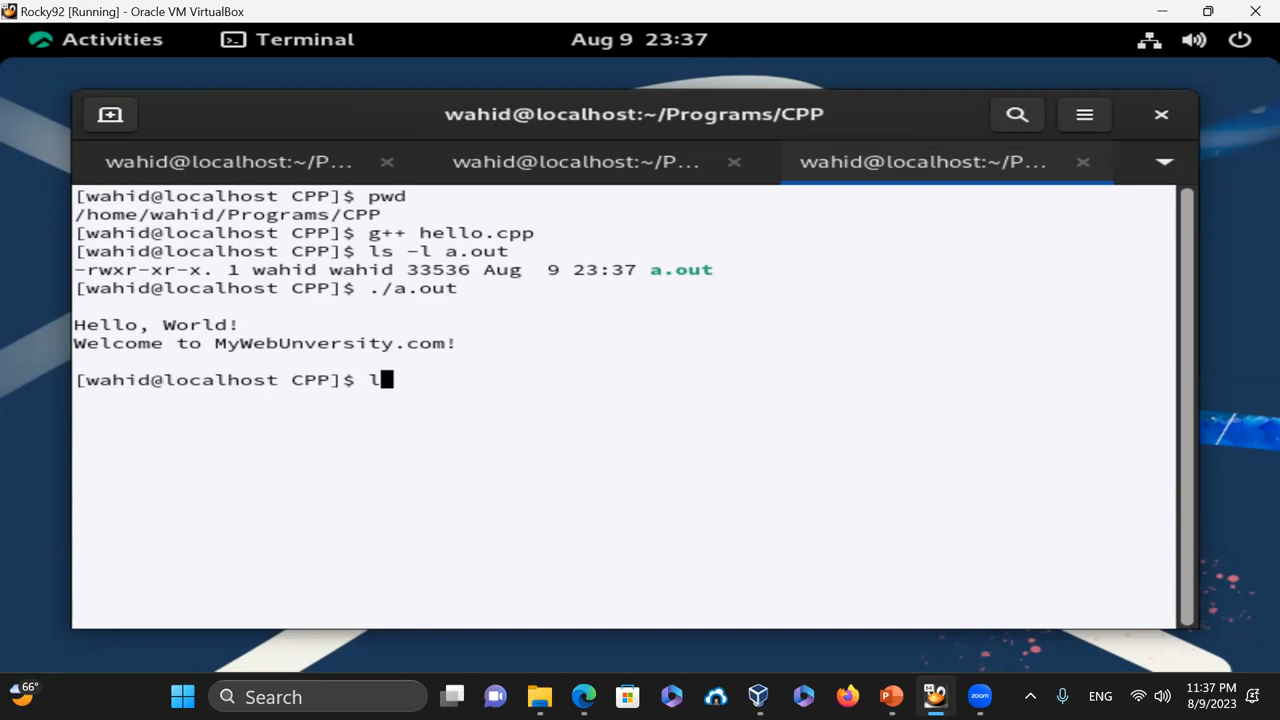 Rocky92 [Running] - Oracle VM VirtualBox
Activities Terminal Aug 9 23:37
wahid@localhost:~/Programs/CPP
wahid@localhost:~/P... wahid@localhost:~/P... wahid@localhost:~/P...
[wahid@localhost CPP]$ pwd
/home/wahid/Programs/CPP
[wahid@localhost CPP]$ g++ hello.cpp
[wahid@localhost CPP]$ ls -l a.out
-rwxr-xr-x. 1 wahid wahid 33536 Aug  9 23:37 a.out
[wahid@localhost CPP]$ ./a.out
Hello, World!
Welcome to MyWebUnversity.com!
[wahid@localhost CPP]$ l
66°
Search
ENG
11:37 PM
8/9/2023